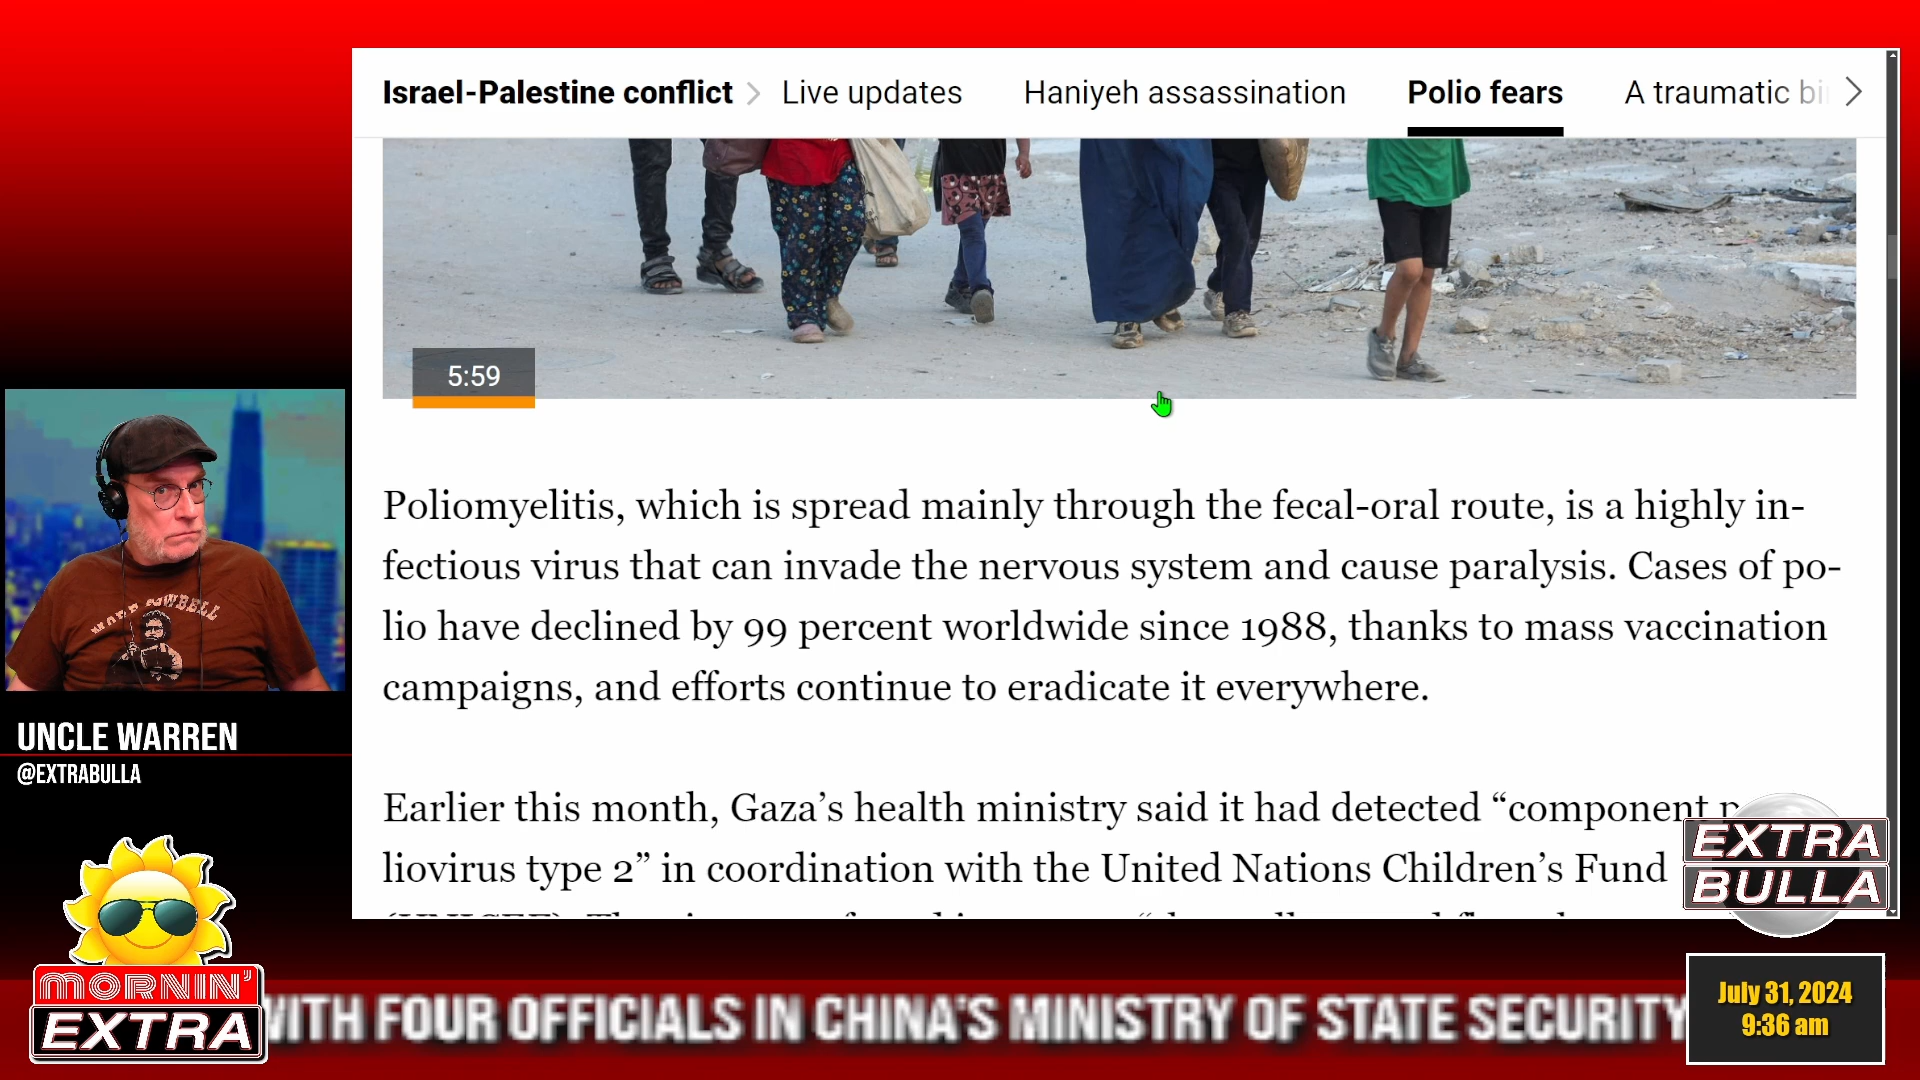 Israel-Palestine conflict > Live updates Haniyeh assassination Polio fears A traumatic
5:59
Poliomyelitis, which is spread mainly through the fecal-oral route, is a highly in-
fectious virus that can invade the nervous system and cause paralysis. Cases of po-
lio have declined by 99 percent worldwide since 1988, thanks to mass vaccination
campaigns, and efforts continue to eradicate it everywhere.
Earlier this month, Gaza’s health ministry said it had detected “component
liovirus type 2” in coordination with the United Nations Children’s Fund
MORE COWBELL
UNCLE WARREN
@EXTRABULLA
EXTRA
BULLA
MORNIN’
EXTRA
WITH FOUR OFFICIALS IN CHINA’S MINISTRY OF STATE SECURITY
July 31, 2024
9:36 am